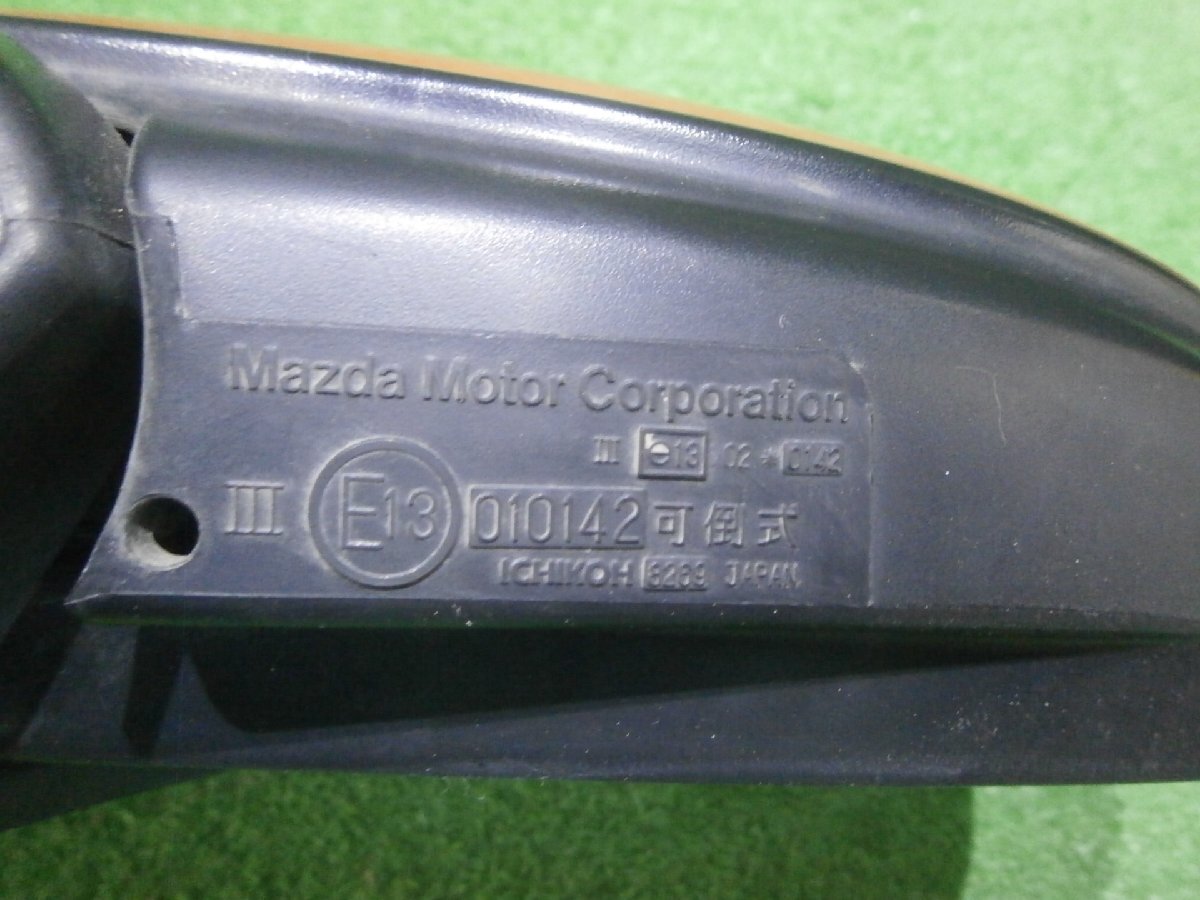 Mazda Motor Corporation
III e13 02 * 0142
III E13 010142 可倒式
ICHIKOH 8269 JAPAN